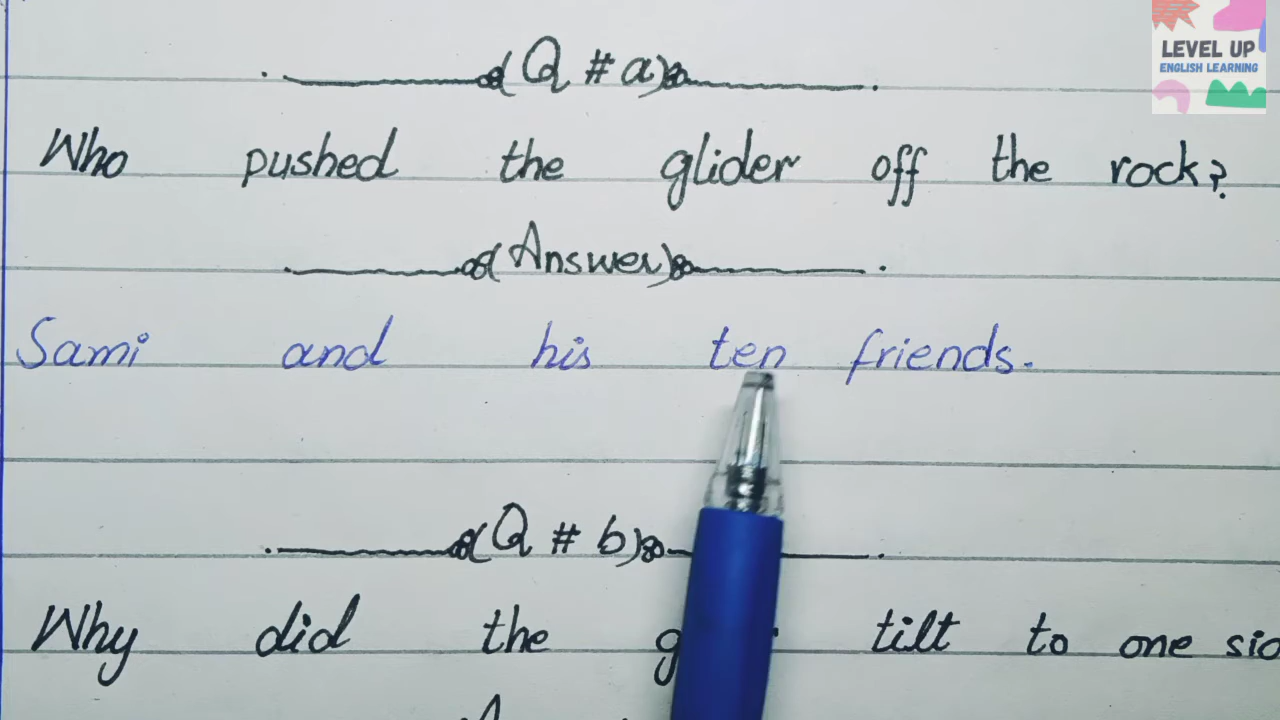 LEVEL UP
ENGLISH LEARNING
(Q # a)
Who pushed the glider off the rock?
(Answer)
Sami and his ten friends.
(Q # b)
Why did the tilt to one